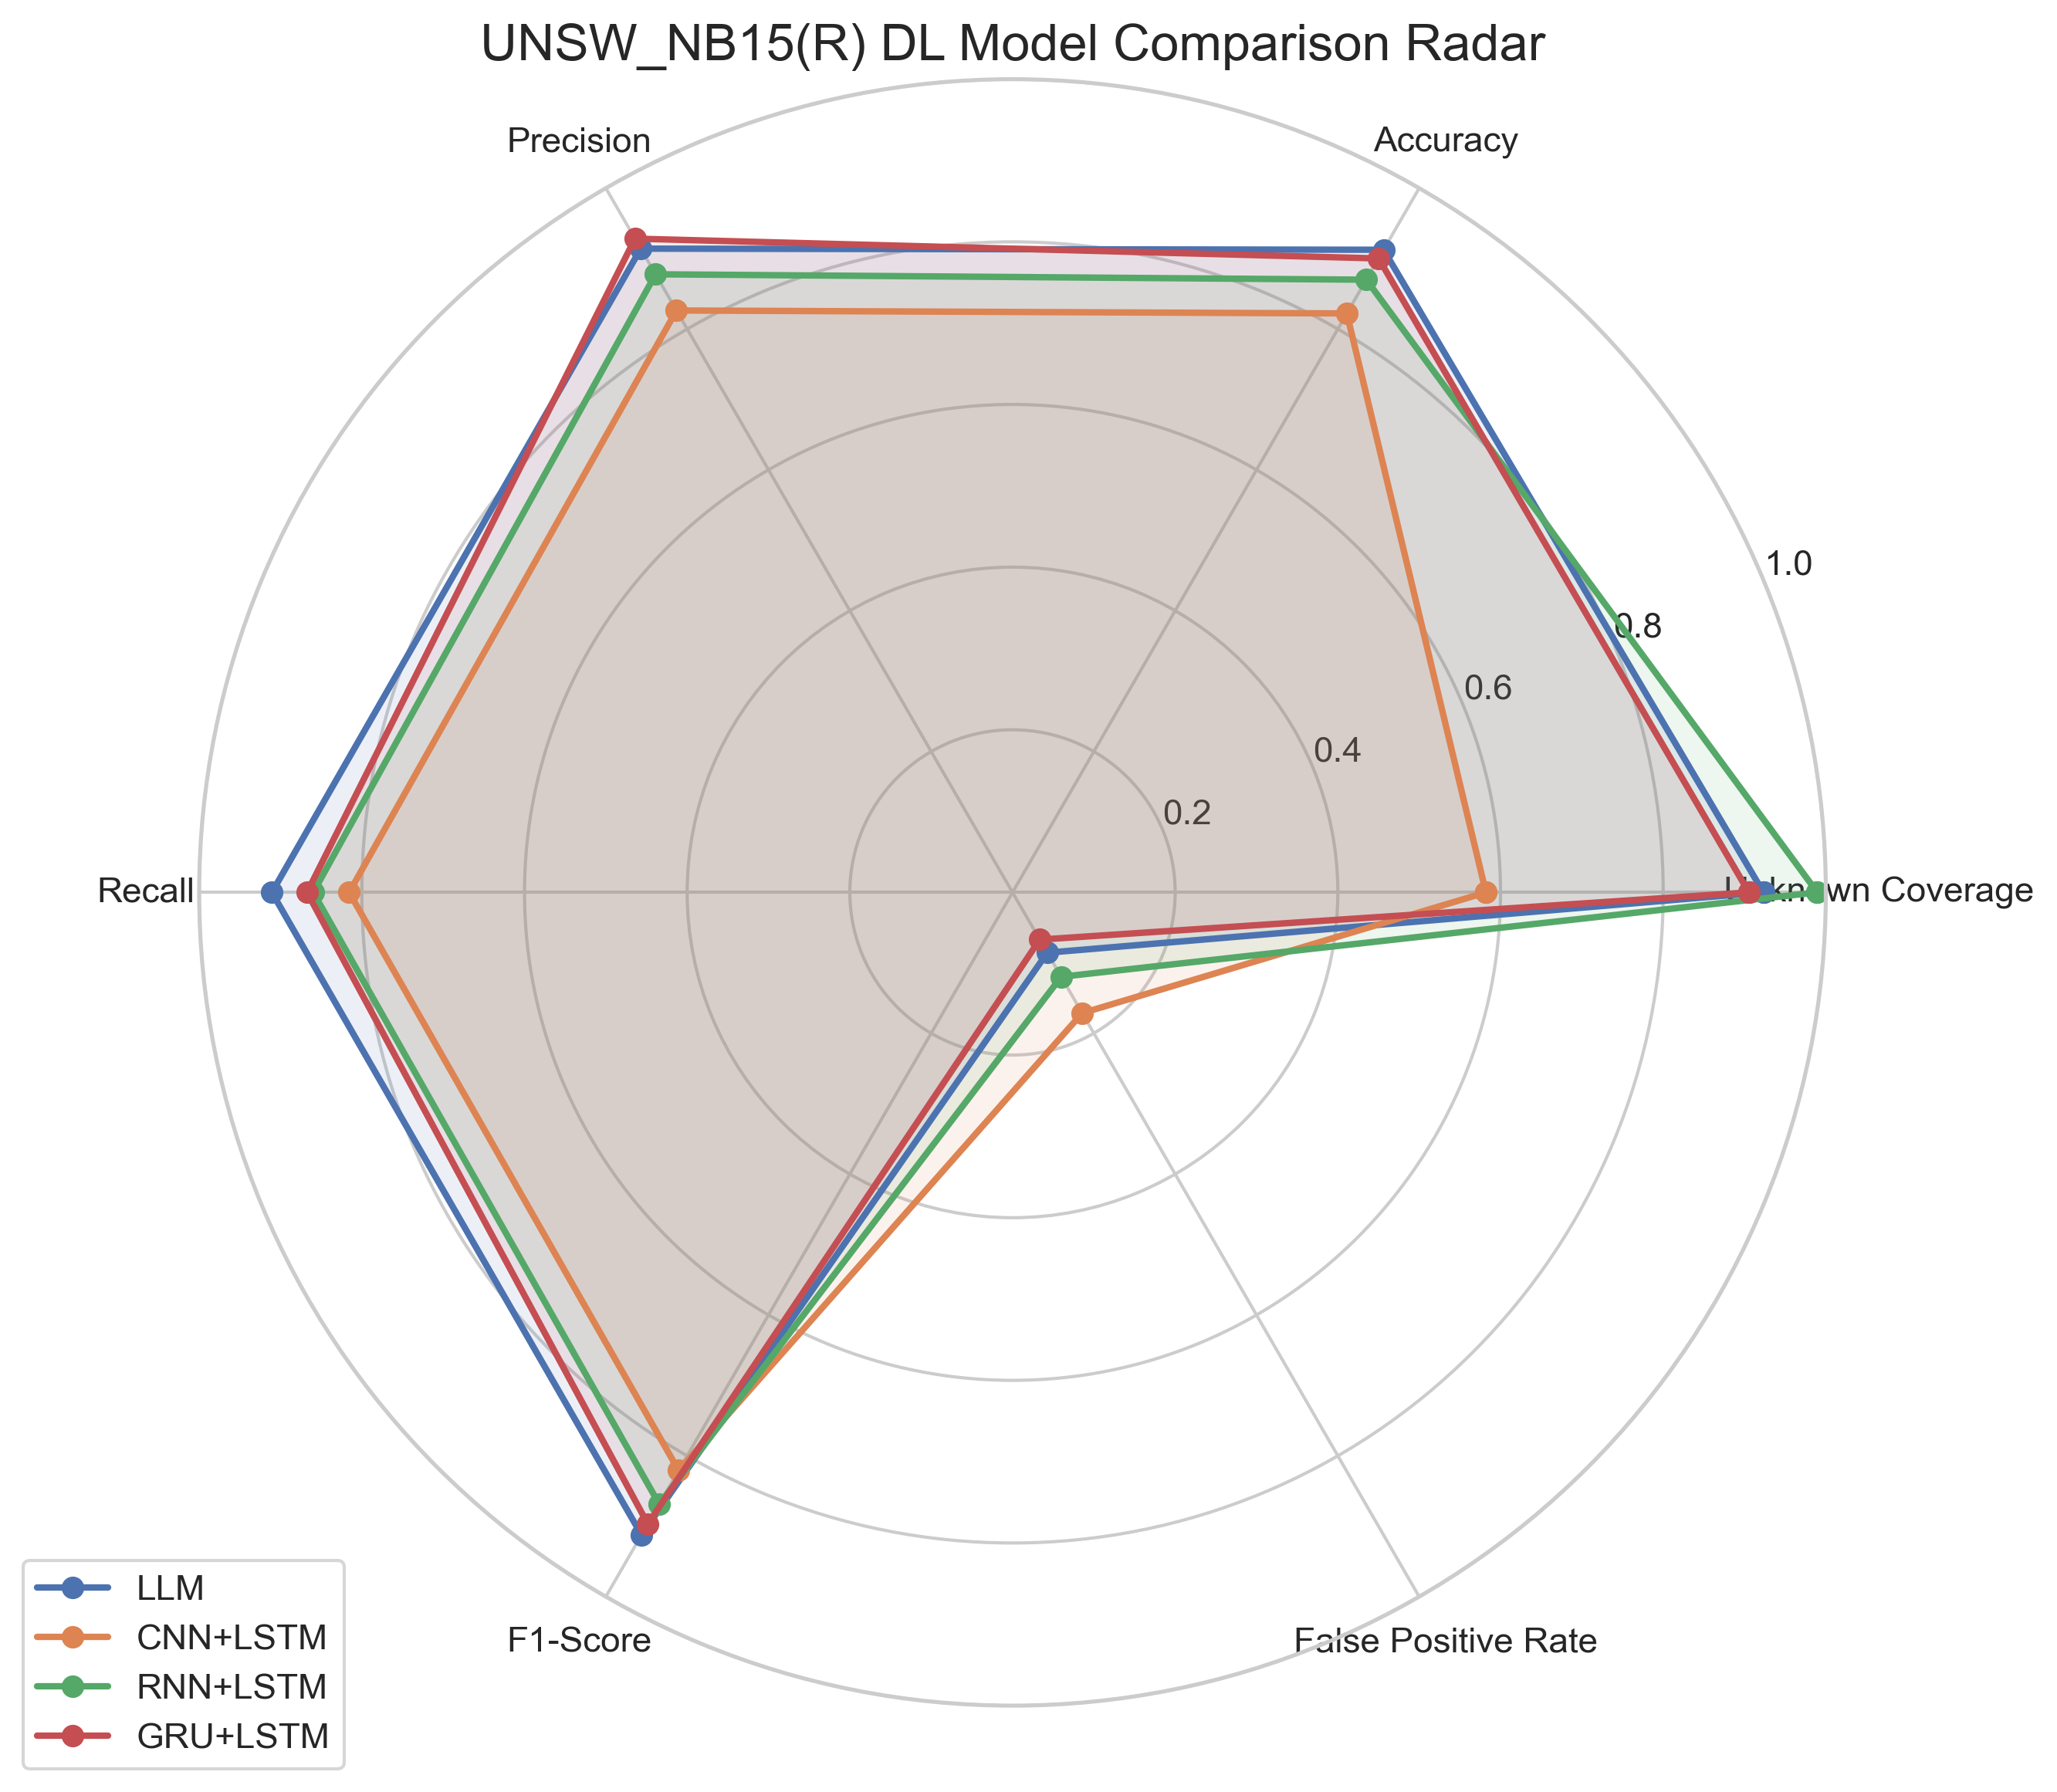 UNSW_NB15(R) DL Model Comparison Radar
Precision
Accuracy
1.0
0.8
0.6
0.4
0.2
Recall
Unknown Coverage
F1-Score
False Positive Rate
LLM
CNN+LSTM
RNN+LSTM
GRU+LSTM